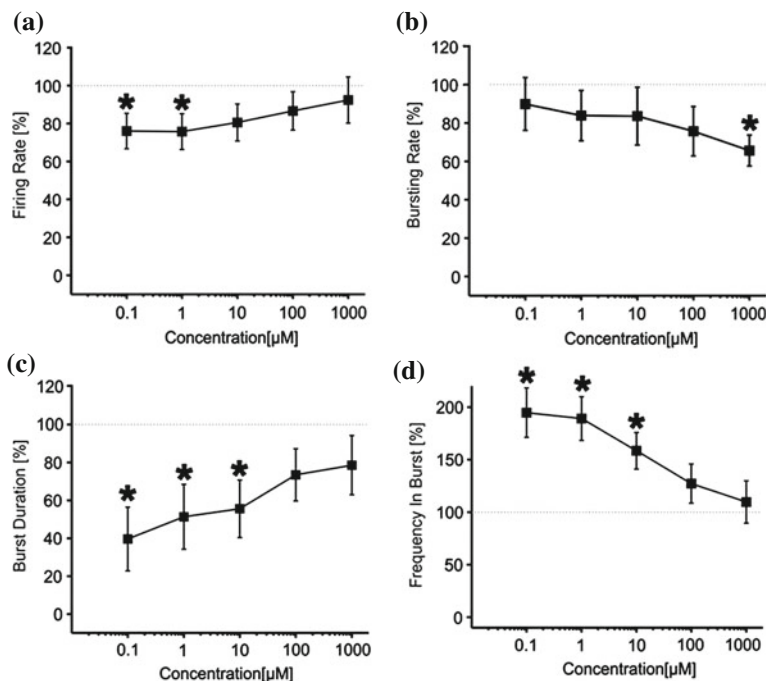 (a)
120
100
80
60
40
20
0
Firing Rate [%]
* *
0.1 1 10 100 1000
Concentration[µM]
(b)
120
100
80
60
40
20
0
Bursting Rate [%]
*
0.1 1 10 100 1000
Concentration[µM]
(c)
120
100
80
60
40
20
0
Burst Duration [%]
* * *
0.1 1 10 100 1000
Concentration[µM]
(d)
200
150
100
50
0
Frequency In Burst [%]
* * *
0.1 1 10 100 1000
Concentration[µM]